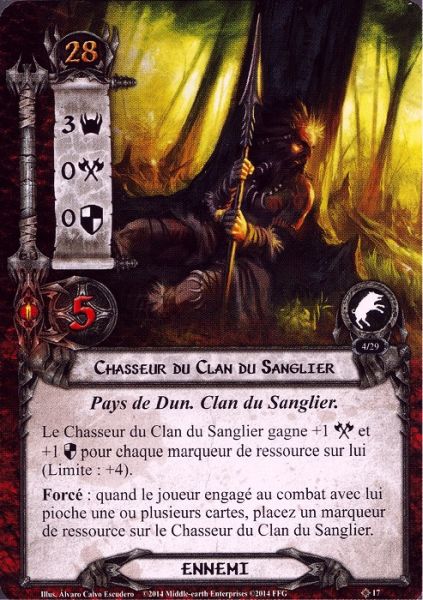 28
3
0
0
5
4/29
Chasseur du Clan du Sanglier
Pays de Dun. Clan du Sanglier.
Le Chasseur du Clan du Sanglier gagne +1 et
+1 pour chaque marqueur de ressource sur lui
(Limite : +4).
Forcé : quand le joueur engagé au combat avec lui
pioche une ou plusieurs cartes, placez un marqueur
de ressource sur le Chasseur du Clan du Sanglier.
ENNEMI
Illus. Álvaro Calvo Escudero ©2014 Middle-earth Enterprises ©2014 FFG 17